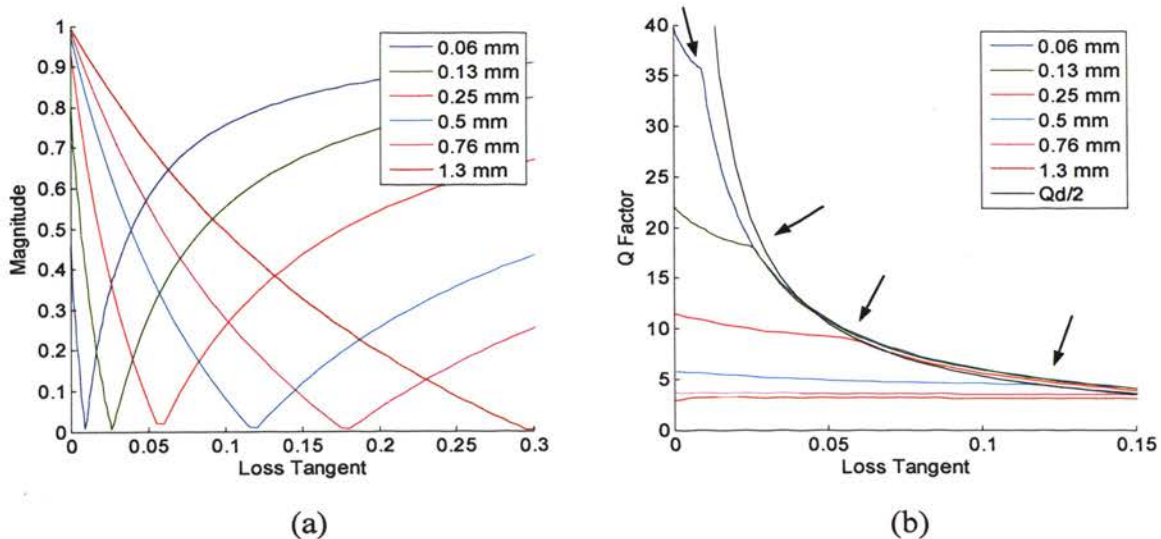 1
0.9
0.8
0.7
0.6
0.5
0.4
0.3
0.2
0.1
0
Magnitude
0 0.05 0.1 0.15 0.2 0.25 0.3
Loss Tangent
0.06 mm
0.13 mm
0.25 mm
0.5 mm
0.76 mm
1.3 mm
(a)
40
35
30
25
20
15
10
5
0
Q Factor
0 0.05 0.1 0.15
Loss Tangent
0.06 mm
0.13 mm
0.25 mm
0.5 mm
0.76 mm
1.3 mm
Qd/2
(b)